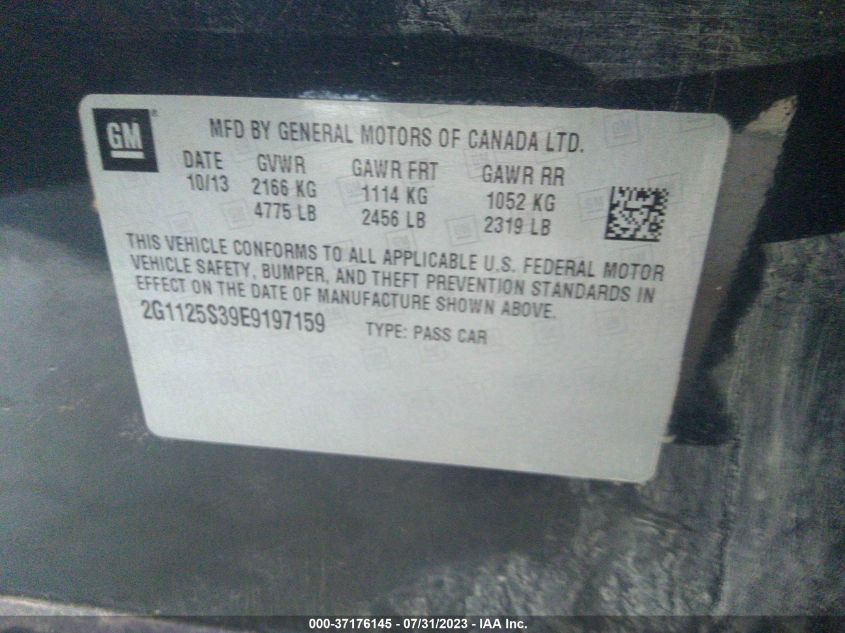 GM ®
MFD BY GENERAL MOTORS OF CANADA LTD.
DATE GVWR GAWR FRT GAWR RR
10/13 2166 KG 1114 KG 1052 KG
4775 LB 2456 LB 2319 LB
THIS VEHICLE CONFORMS TO ALL APPLICABLE U.S. FEDERAL MOTOR
VEHICLE SAFETY, BUMPER, AND THEFT PREVENTION STANDARDS IN
EFFECT ON THE DATE OF MANUFACTURE SHOWN ABOVE.
2G1125S39E9197159 TYPE: PASS CAR
000-37176145 - 07/31/2023 - IAA Inc.